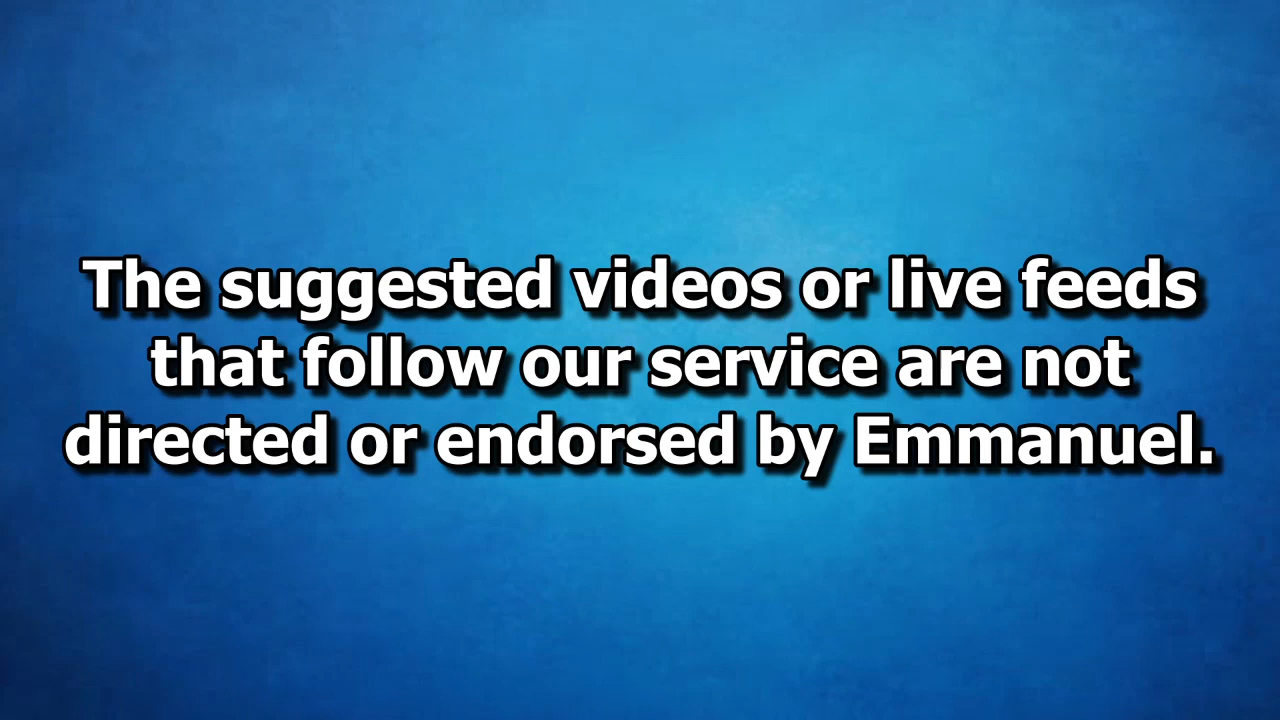 The suggested videos or live feeds
that follow our service are not
directed or endorsed by Emmanuel.